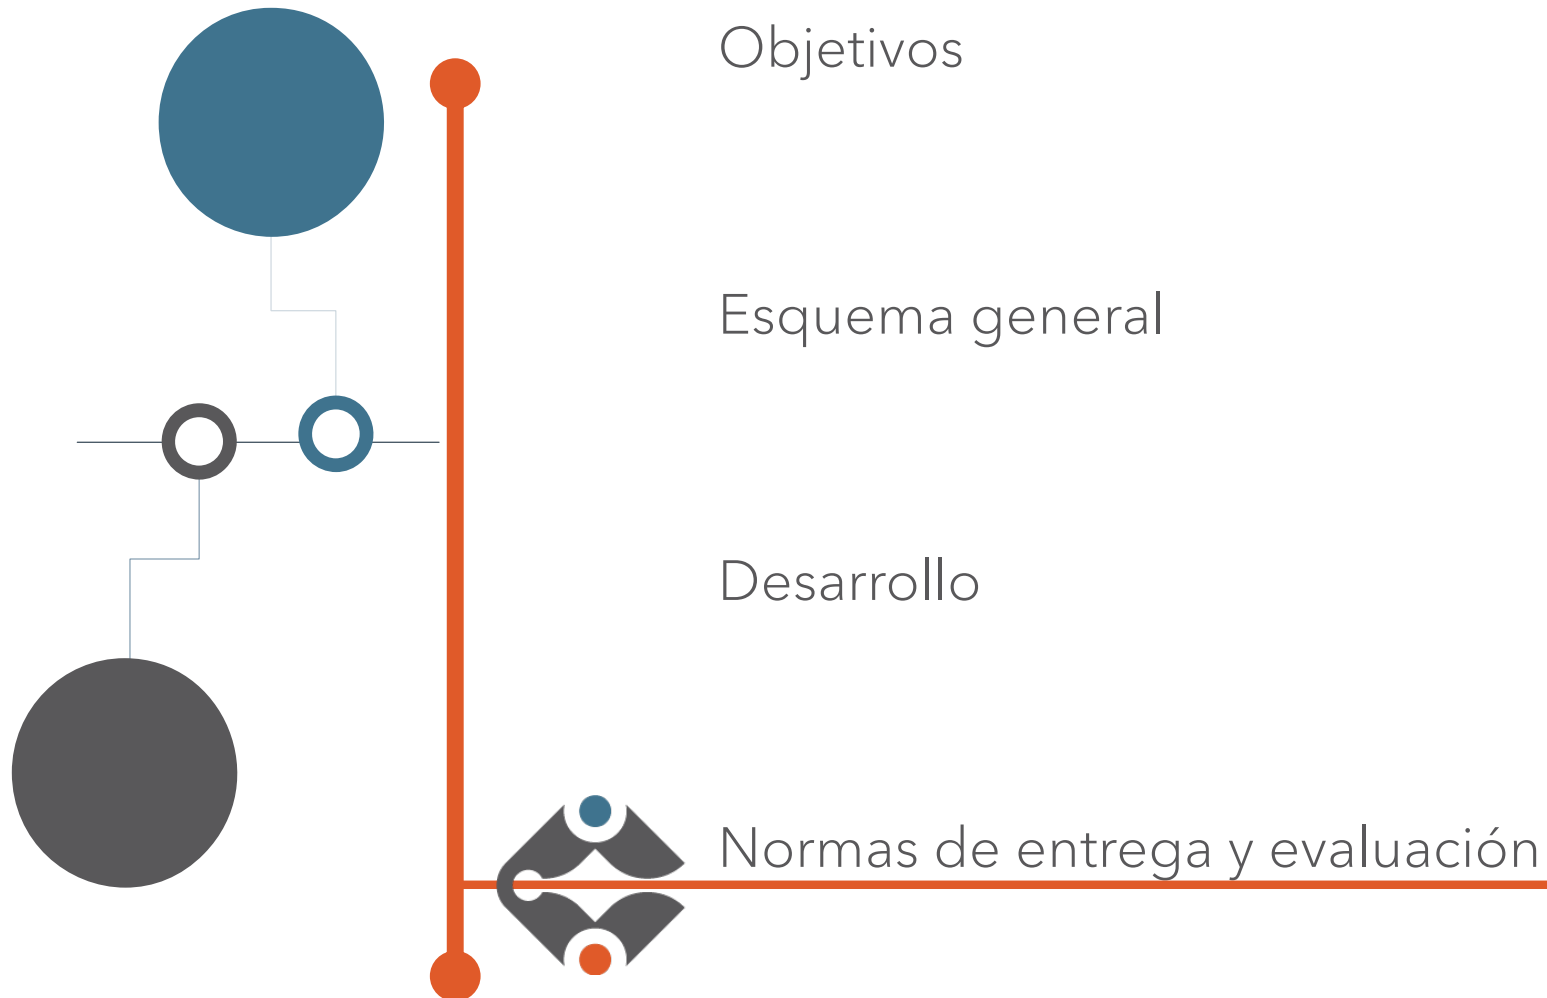 Objetivos
Esquema general
Desarrollo
Normas de entrega y evaluación